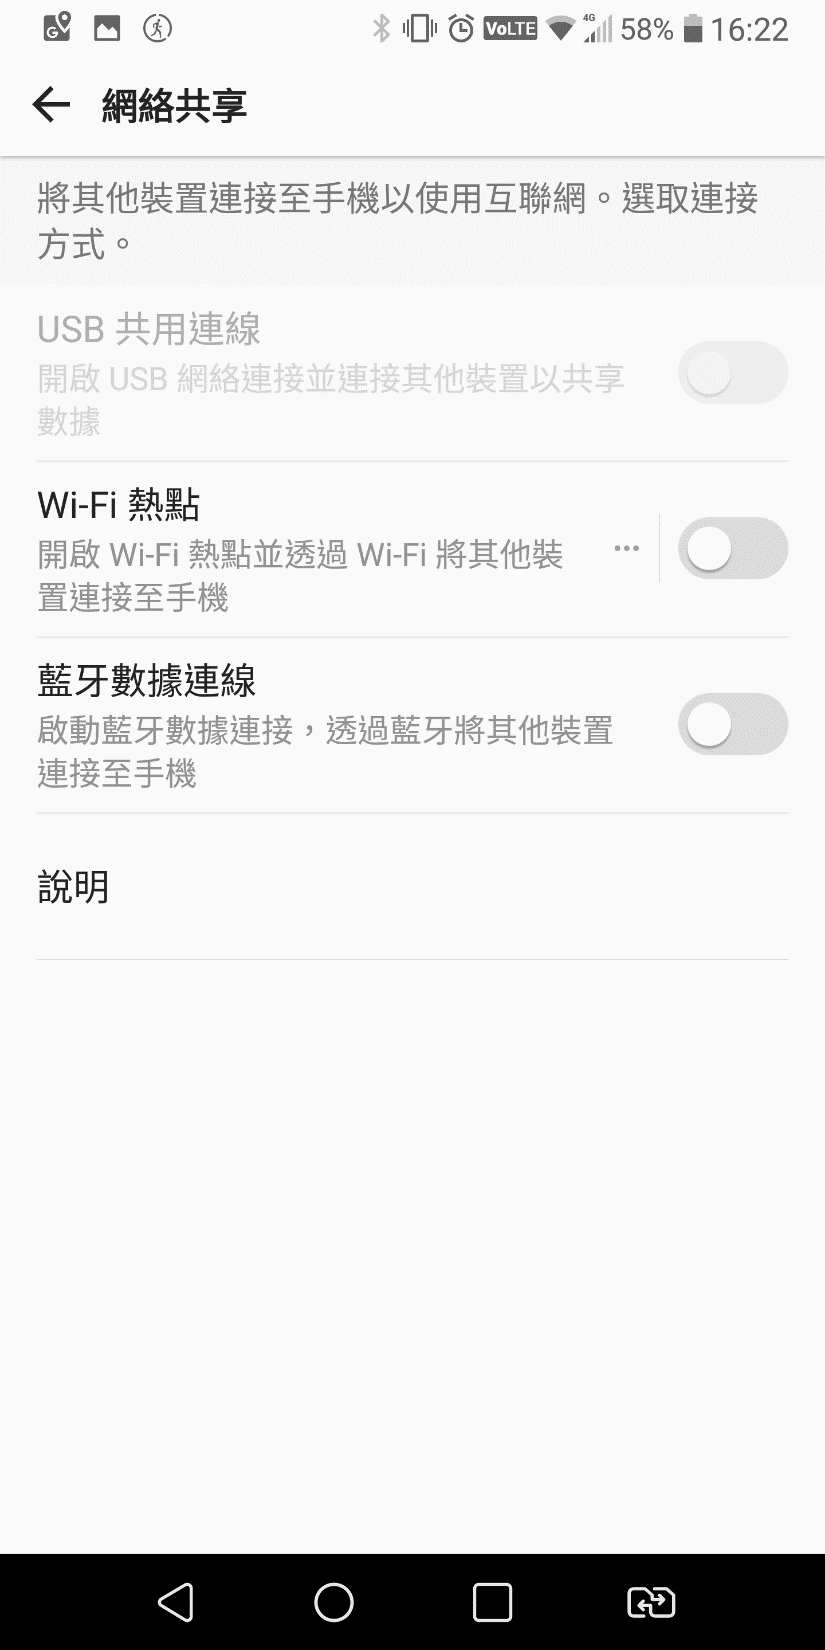 VoLTE 4G 58% 16:22
網絡共享
將其他裝置連接至手機以使用互聯網。選取連接
方式。
USB 共用連線
開啟 USB 網絡連接並連接其他裝置以共享
數據
Wi-Fi 熱點
開啟 Wi-Fi 熱點並透過 Wi-Fi 將其他裝
置連接至手機
藍牙數據連線
啟動藍牙數據連接，透過藍牙將其他裝置
連接至手機
說明